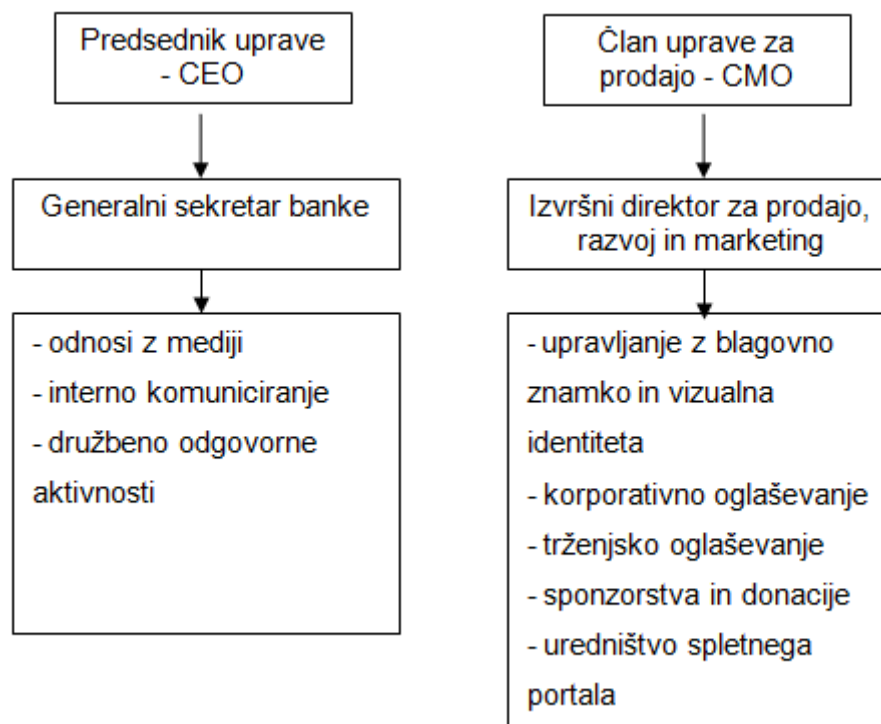 Predsednik uprave
- CEO
Generalni sekretar banke
- odnosi z mediji
- interno komuniciranje
- družbeno odgovorne
aktivnosti
Član uprave za
prodajo - CMO
Izvršni direktor za prodajo,
razvoj in marketing
- upravljanje z blagovno
znamko in vizualna
identiteta
- korporativno oglaševanje
- trženjsko oglaševanje
- sponzorstva in donacije
- uredništvo spletnega
portala